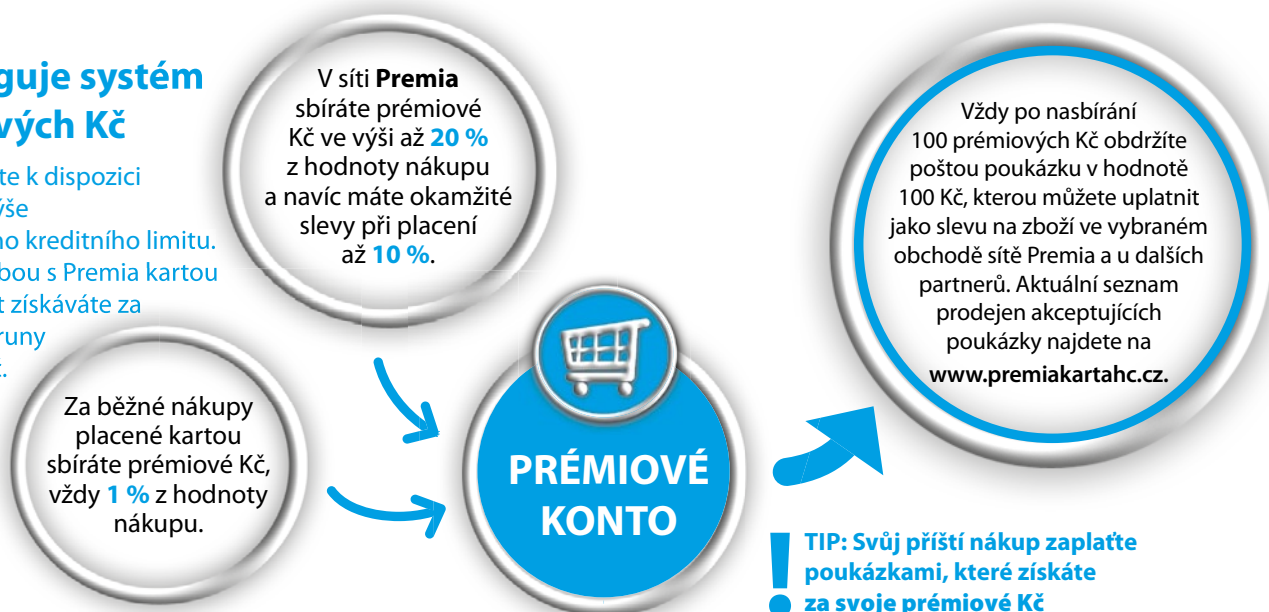 guje systém
vých Kč
te k dispozici
ýše
ho kreditního limitu.
bou s Premia kartou
t získáváte za
runy
V síti Premia
sbíráte prémiové
Kč ve výši až 20 %
z hodnoty nákupu
a navíc máte okamžité
slevy při placení
až 10 %.
Za běžné nákupy
placené kartou
sbíráte prémiové Kč,
vždy 1 % z hodnoty
nákupu.
PRÉMIOVÉ
KONTO
Vždy po nasbírání
100 prémiových Kč obdržíte
poštou poukázku v hodnotě
100 Kč, kterou můžete uplatnit
jako slevu na zboží ve vybraném
obchodě sítě Premia a u dalších
partnerů. Aktuální seznam
prodejen akceptujících
poukázky najdete na
www.premiakartahc.cz.
! TIP: Svůj příští nákup zaplaťte
poukázkami, které získáte
za svoje prémiové Kč